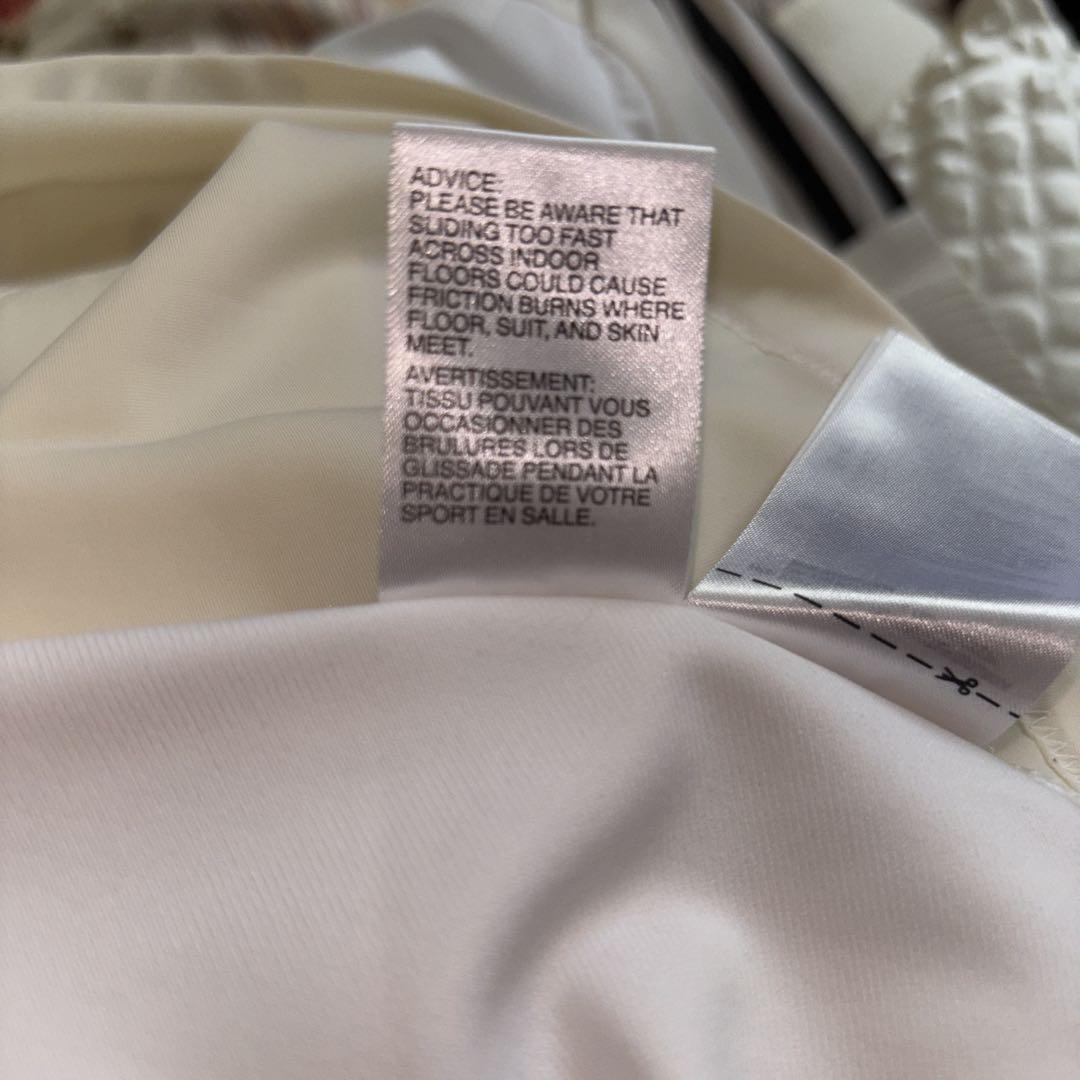 ADVICE:
PLEASE BE AWARE THAT
SLIDING TOO FAST
ACROSS INDOOR
FLOORS COULD CAUSE
FRICTION BURNS WHERE
FLOOR, SUIT, AND SKIN
MEET.
AVERTISSEMENT:
TISSU POUVANT VOUS
OCCASIONNER DES
BRULURES LORS DE
GLISSADE PENDANT LA
PRACTIQUE DE VOTRE
SPORT EN SALLE.